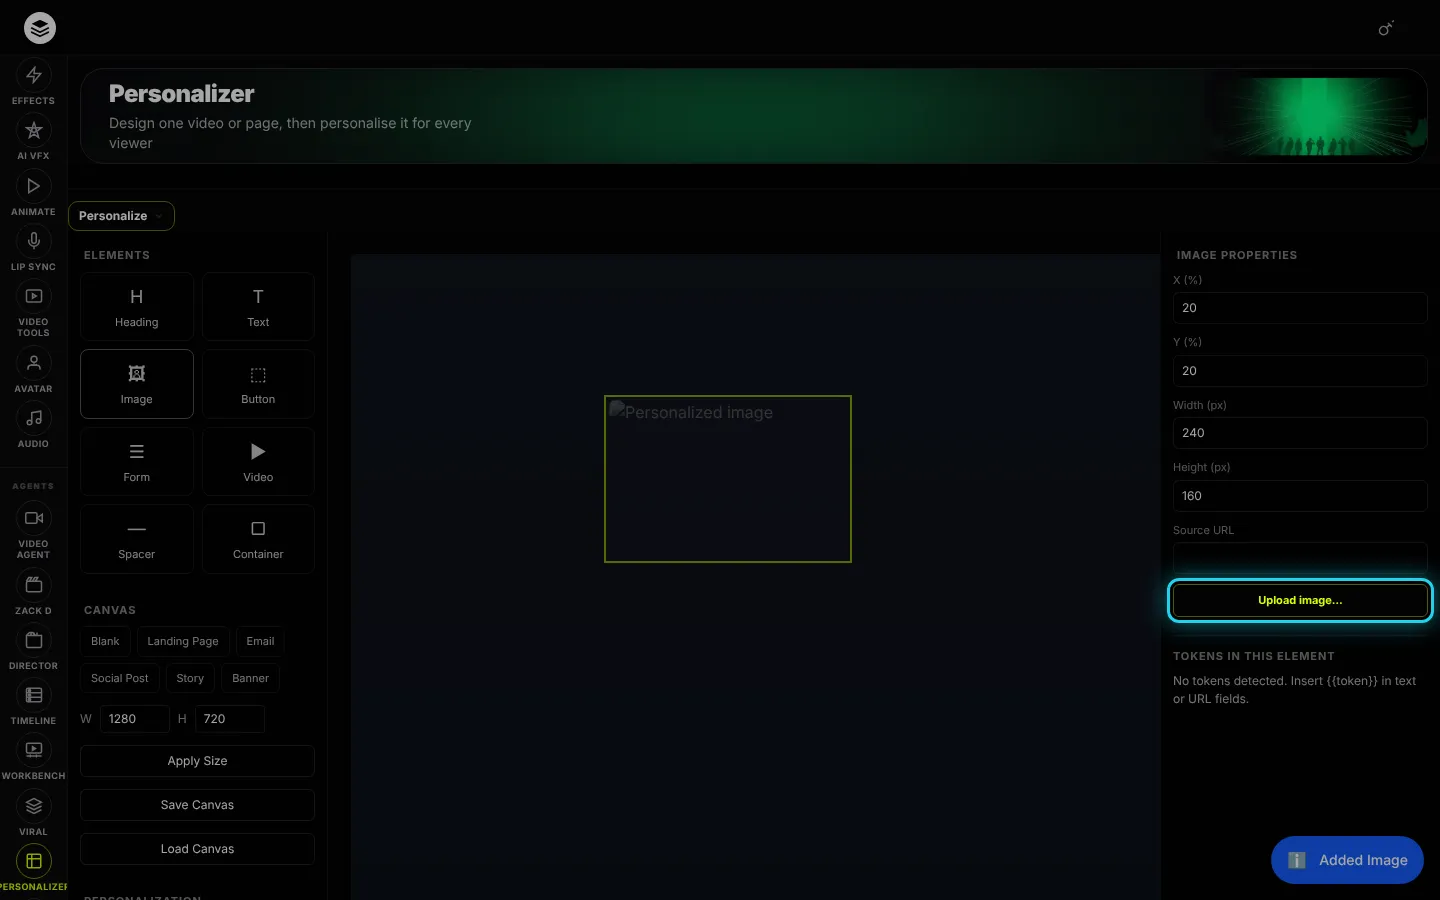 Personalizer
Design one video or page, then personalise it for every
viewer
EFFECTS
AI VFX
ANIMATE
LIP SYNC
VIDEO
TOOLS
AVATAR
AUDIO
AGENTS
VIDEO
AGENT
ZACK D
DIRECTOR
TIMELINE
WORKBENCH
VIRAL
PERSONALIZER
Personalize
ELEMENTS
H
Heading
T
Text
Image
Button
Form
Video
Spacer
Container
CANVAS
Blank
Landing Page
Email
Social Post
Story
Banner
W 1280 H 720
Apply Size
Save Canvas
Load Canvas
PERSONALIZATION
Personalized image
IMAGE PROPERTIES
X (%)
20
Y (%)
20
Width (px)
240
Height (px)
160
Source URL
Upload image...
TOKENS IN THIS ELEMENT
No tokens detected. Insert {{token}} in text
or URL fields.
Added Image